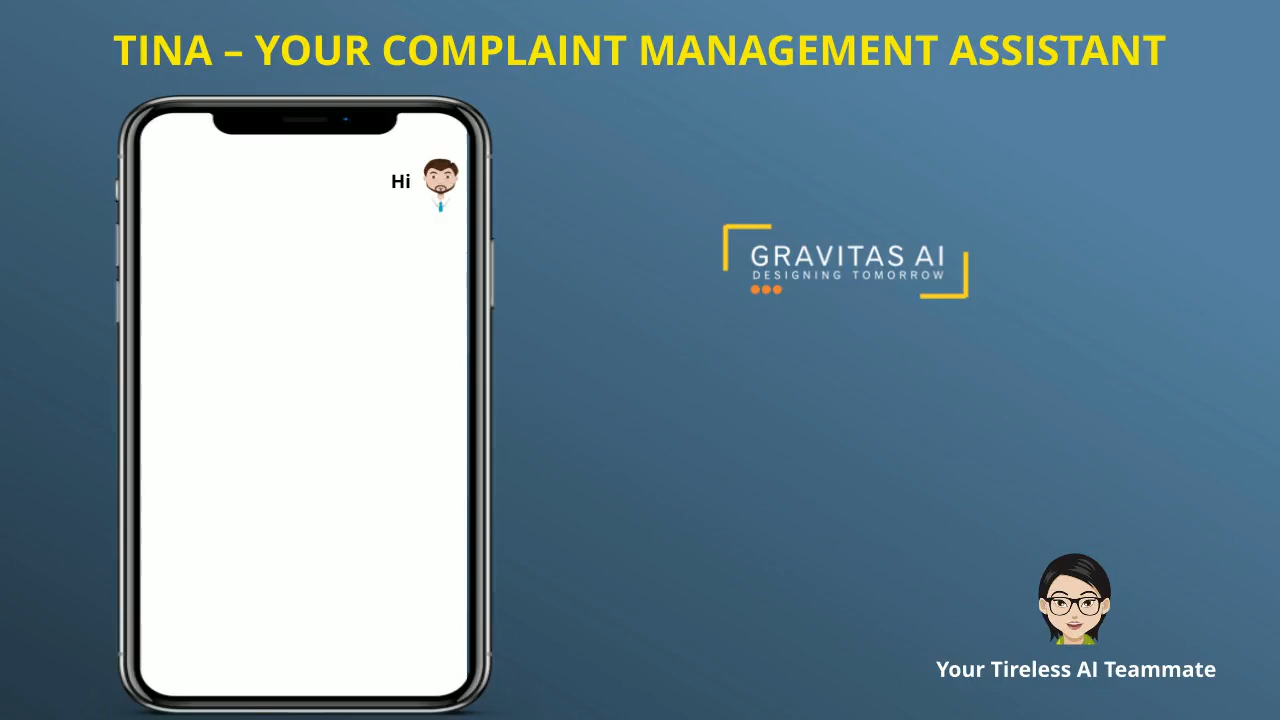 TINA – YOUR COMPLAINT MANAGEMENT ASSISTANT
Hi
GRAVITAS AI
DESIGNING TOMORROW
Your Tireless AI Teammate